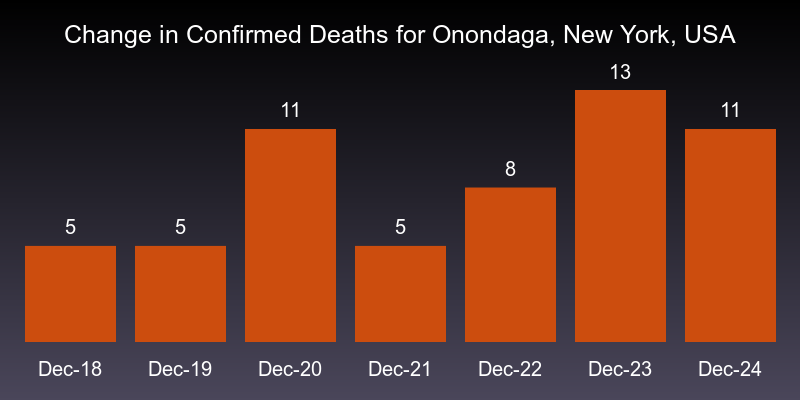 Change in Confirmed Deaths for Onondaga, New York, USA
13
11
11
8
5
5
5
Dec-18
Dec-19
Dec-20
Dec-21
Dec-22
Dec-23
Dec-24